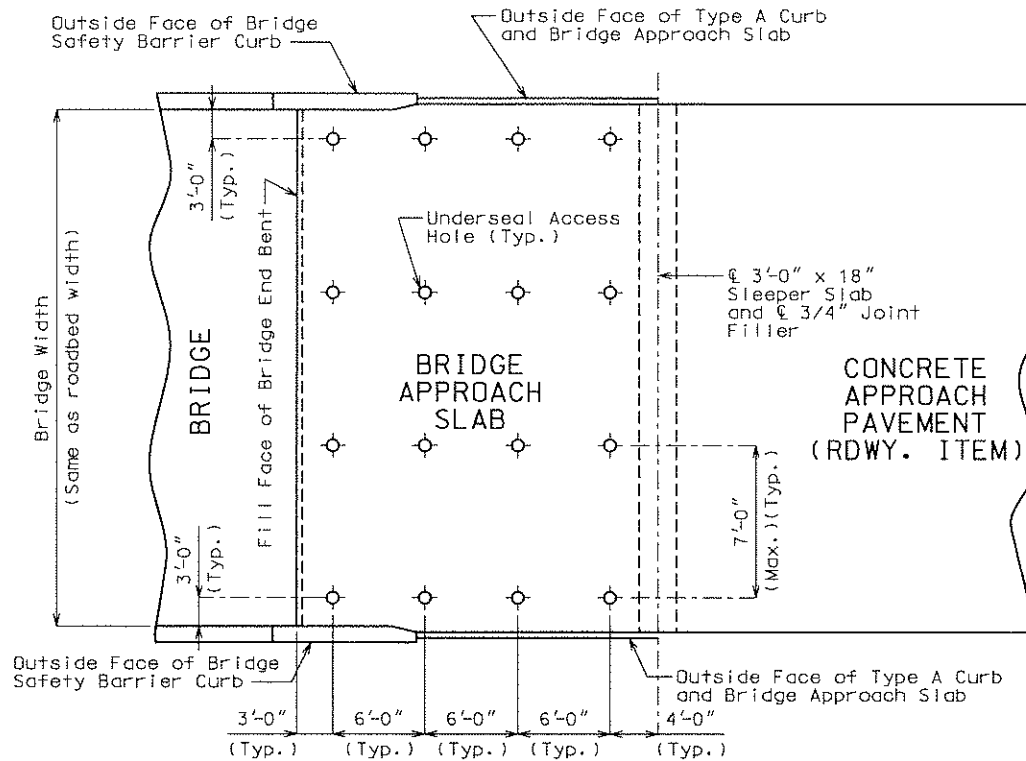 Outside Face of Bridge
Safety Barrier Curb
Outside Face of Type A Curb
and Bridge Approach Slab
3'-0"
(Typ.)
Underseal Access
Hole (Typ.)
Bridge Width
(Same as roadbed width)
BRIDGE
Fill Face of Bridge End Bent
BRIDGE
APPROACH
SLAB
℄ 3'-0" x 18"
Sleeper Slab
and ℄ 3/4" Joint
Filler
CONCRETE
APPROACH
PAVEMENT
(RDWY. ITEM)
7'-0"
(Max.)(Typ.)
3'-0"
(Typ.)
Outside Face of Bridge
Safety Barrier Curb
Outside Face of Type A Curb
and Bridge Approach Slab
3'-0" 6'-0" 6'-0" 6'-0" 4'-0"
(Typ.) (Typ.) (Typ.) (Typ.) (Typ.)